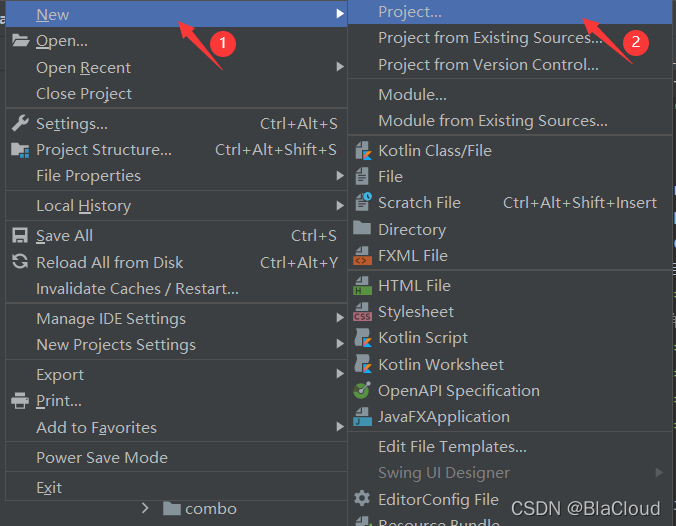 New
1
Open...
Open Recent
Close Project
Settings... Ctrl+Alt+S
Project Structure... Ctrl+Alt+Shift+S
File Properties
Local History
Save All Ctrl+S
Reload All from Disk Ctrl+Alt+Y
Invalidate Caches / Restart...
Manage IDE Settings
New Projects Settings
Export
Print...
Add to Favorites
Power Save Mode
Exit
combo
Project...
2
Project from Existing Sources...
Project from Version Control...
Module...
Module from Existing Sources...
Kotlin Class/File
File
Scratch File Ctrl+Alt+Shift+Insert
Directory
FXML File
HTML File
Stylesheet
Kotlin Script
Kotlin Worksheet
OpenAPI Specification
JavaFXApplication
Edit File Templates...
Swing UI Designer
EditorConfig File
Resource Bundle
CSDN @BlaCloud